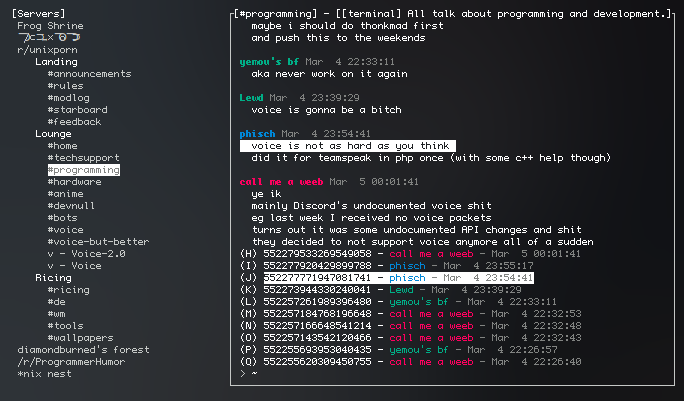 [Servers]
Frog Shrine
r/unixporn
Landing
#announcements
#rules
#modlog
#starboard
#feedback
Lounge
#home
#techsupport
#programming
#hardware
#anime
#devnull
#bots
#voice
#voice-but-better
v - Voice-2.0
v - Voice
Ricing
#ricing
#de
#wm
#tools
#wallpapers
diamondburned's forest
/r/ProgrammerHumor
*nix nest
[#programming] - [[terminal] All talk about programming and development.]
maybe i should do thonkmad first
and push this to the weekends
yemou's bf Mar 4 22:33:11
aka never work on it again
Lewd Mar 4 23:39:29
voice is gonna be a bitch
phisch Mar 4 23:54:41
voice is not as hard as you think
did it for teamspeak in php once (with some c++ help though)
call me a weeb Mar 5 00:01:41
ye ik
mainly Discord's undocumented voice shit
eg last week I received no voice packets
turns out it was some undocumented API changes and shit
they decided to not support voice anymore all of a sudden
(H) 552279533269549058 - call me a weeb - Mar 5 00:01:41
(I) 552277920429899788 - phisch - Mar 4 23:55:17
(J) 552277771947081741 - phisch - Mar 4 23:54:41
(K) 552273944330240041 - Lewd - Mar 4 23:39:29
(L) 552257261989396480 - yemou's bf - Mar 4 22:33:11
(M) 552257184768196648 - call me a weeb - Mar 4 22:32:53
(N) 552257166648541214 - call me a weeb - Mar 4 22:32:48
(O) 552257143542120466 - call me a weeb - Mar 4 22:32:43
(P) 552255693953040435 - yemou's bf - Mar 4 22:26:57
(Q) 552255620309450755 - call me a weeb - Mar 4 22:26:40
> ~